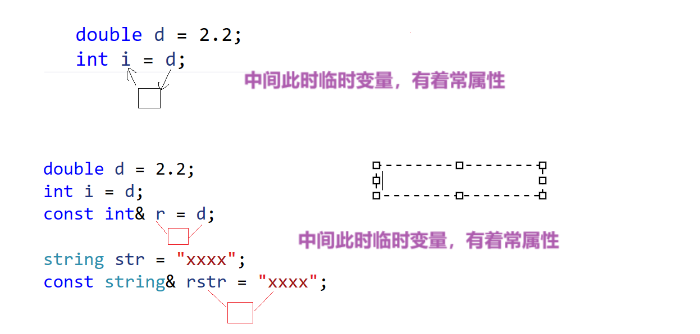 double d = 2.2;
int i = d;
中间此时临时变量，有着常属性
double d = 2.2;
int i = d;
const int& r = d;
中间此时临时变量，有着常属性
string str = "xxxx";
const string& rstr = "xxxx";